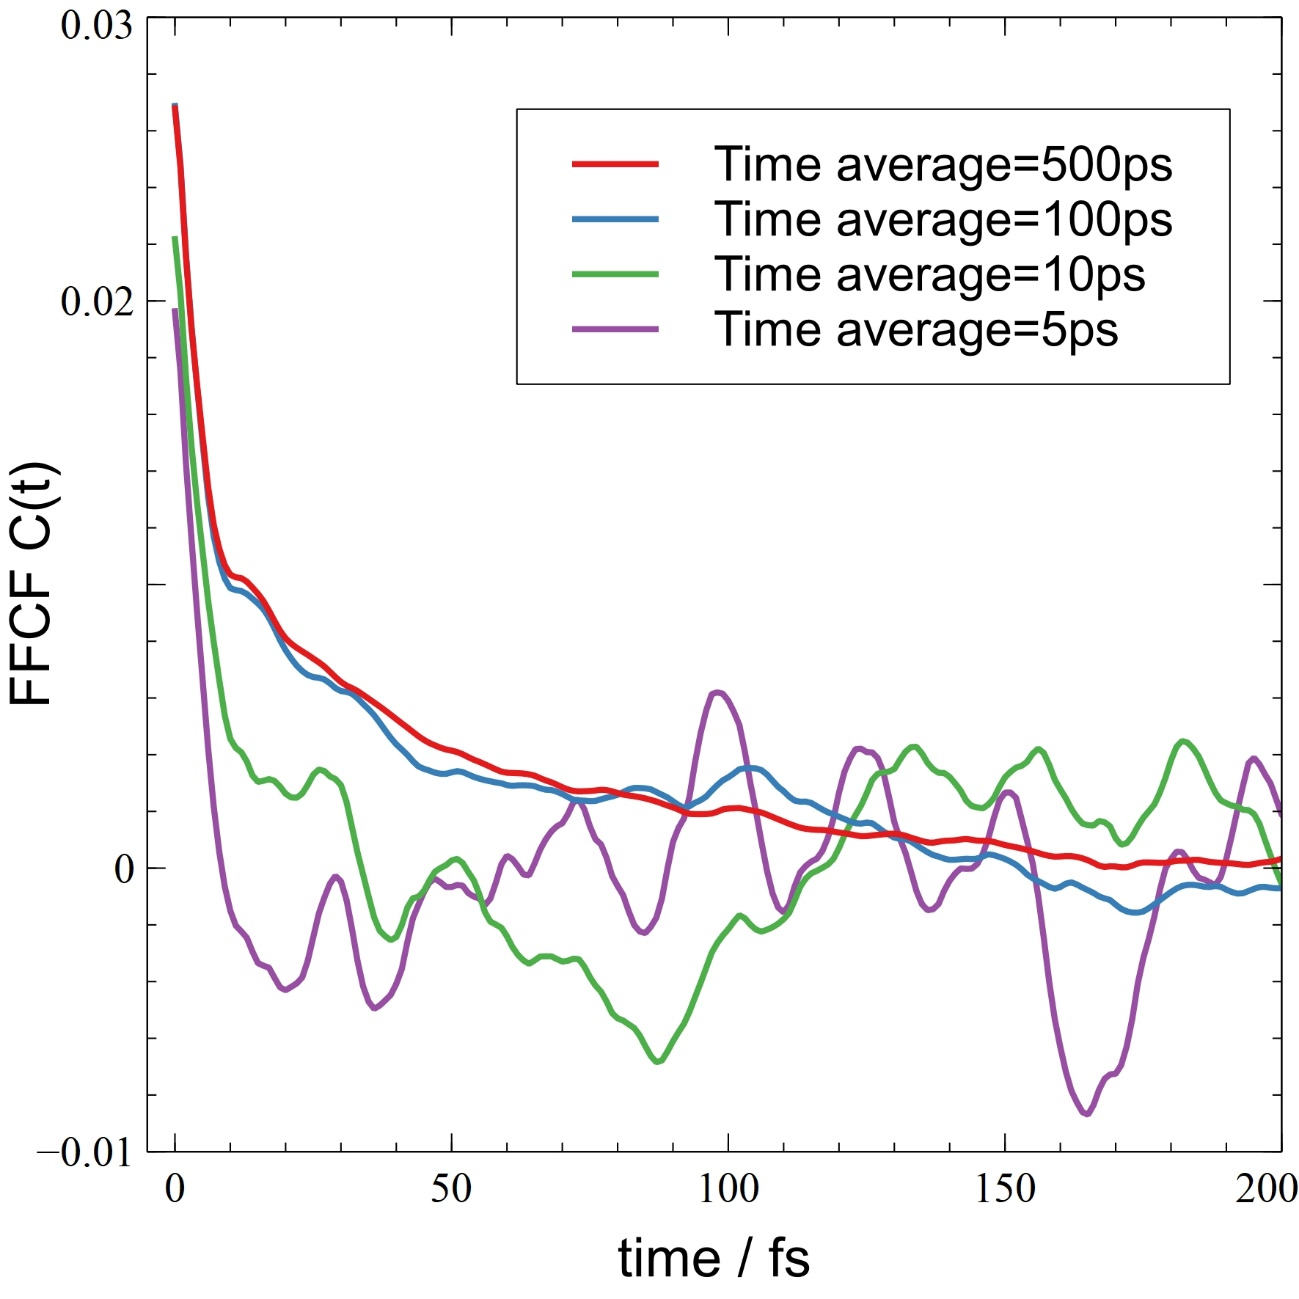 0.03
0.02
0
−0.01
FFCF C(t)
Time average=500ps
Time average=100ps
Time average=10ps
Time average=5ps
0 50 100 150 200
time / fs